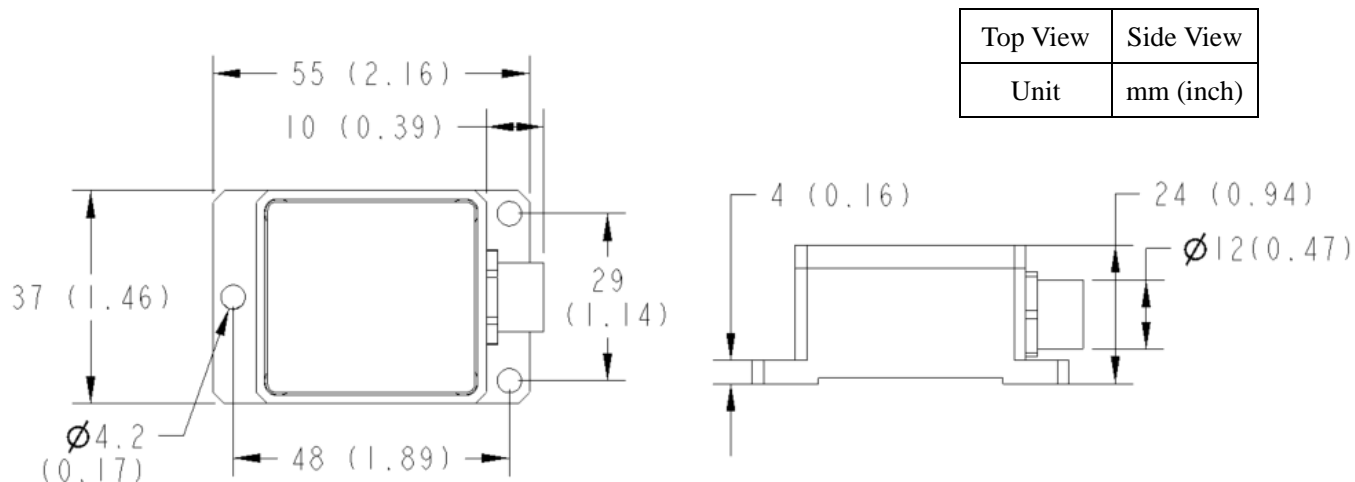 Top View Side View
Unit mm (inch)
55 (2.16)
10 (0.39)
37 (1.46)
29
(1.14)
Ø4.2
(0.17)
48 (1.89)
4 (0.16)
24 (0.94)
Ø12(0.47)